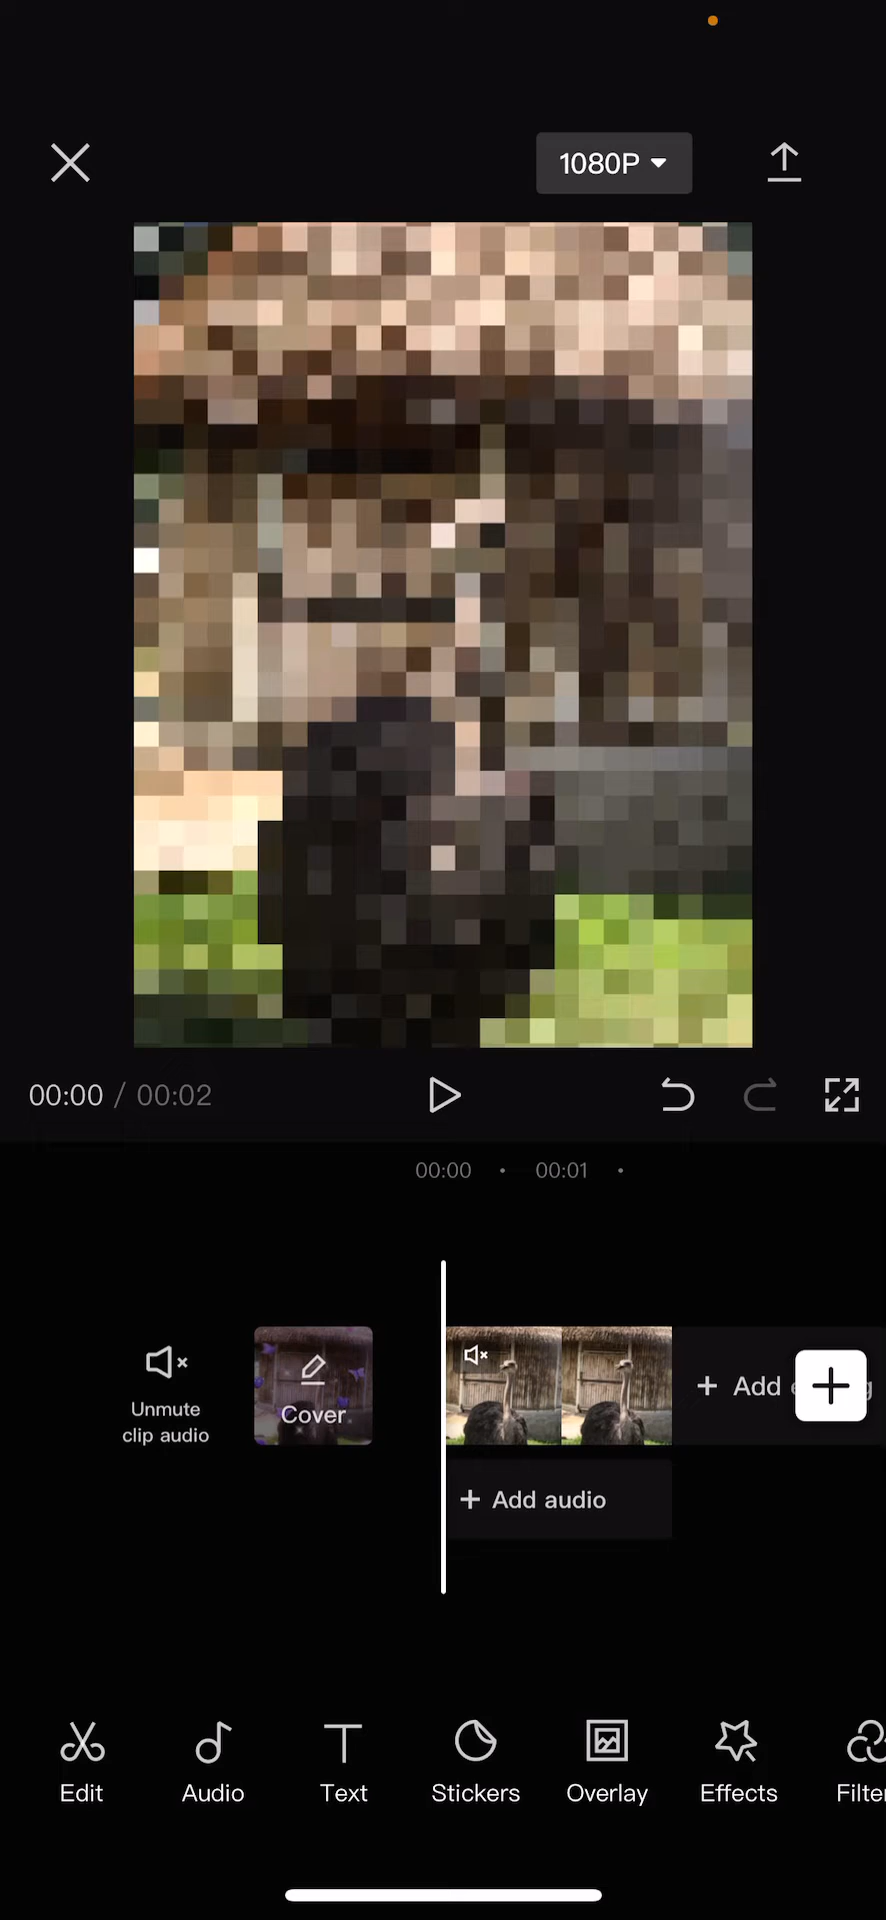 1080P
00:00 / 00:02
00:00 • 00:01 •
Unmute
clip audio
Cover
+ Add
+ Add audio
Edit
Audio
Text
Stickers
Overlay
Effects
Filter